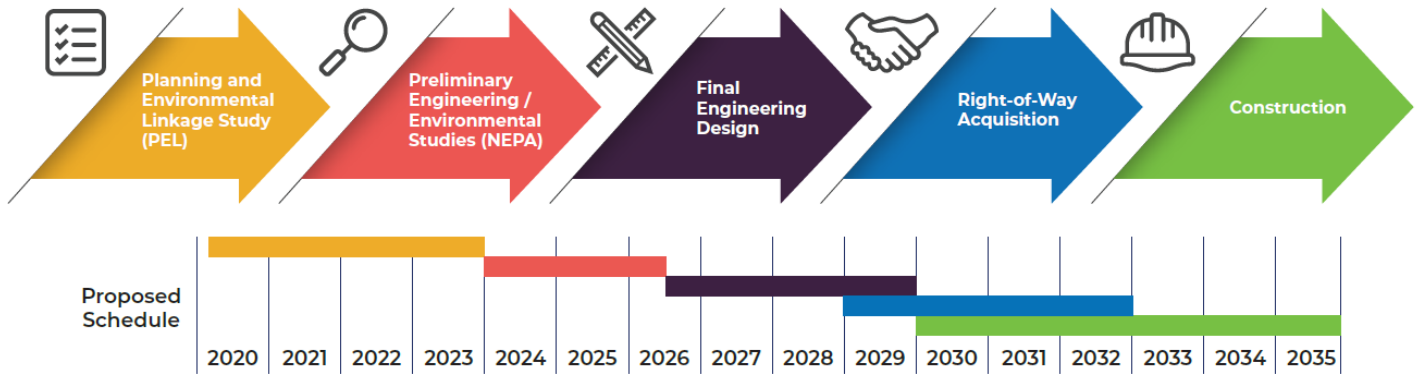 Planning and
Environmental
Linkage Study
(PEL)
Preliminary
Engineering /
Environmental
Studies (NEPA)
Final
Engineering
Design
Right-of-Way
Acquisition
Construction
Proposed
Schedule
2020 2021 2022 2023 2024 2025 2026 2027 2028 2029 2030 2031 2032 2033 2034 2035